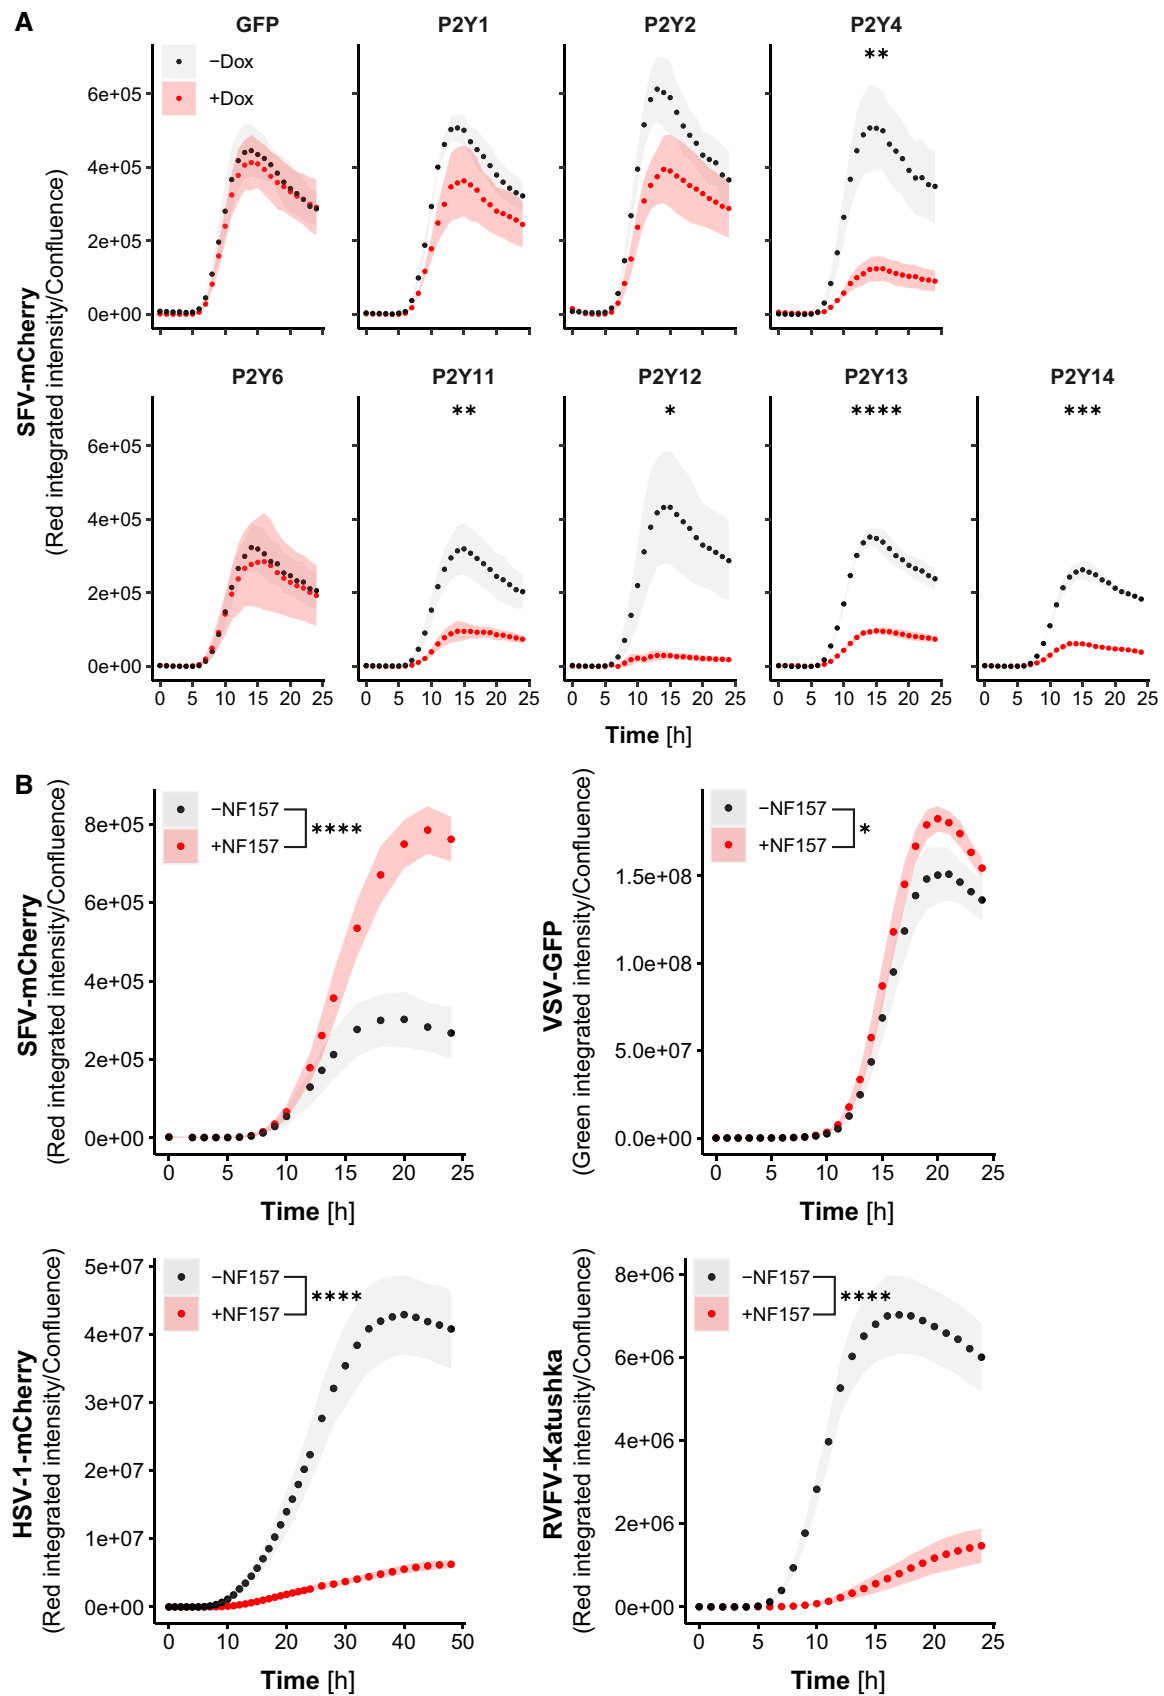 A
GFP
P2Y1
P2Y2
P2Y4
−Dox
+Dox
**
6e+05
4e+05
2e+05
0e+00
SFV-mCherry
(Red integrated intensity/Confluence)
P2Y6
P2Y11
P2Y12
P2Y13
P2Y14
**
*
****
***
6e+05
4e+05
2e+05
0e+00
0 5 10 15 20 25
0 5 10 15 20 25
0 5 10 15 20 25
0 5 10 15 20 25
0 5 10 15 20 25
Time [h]
B
SFV-mCherry
(Red integrated intensity/Confluence)
−NF157
+NF157
****
8e+05
6e+05
4e+05
2e+05
0e+00
0 5 10 15 20 25
Time [h]
VSV-GFP
(Green integrated intensity/Confluence)
−NF157
+NF157
*
1.5e+08
1.0e+08
5.0e+07
0.0e+00
0 5 10 15 20 25
Time [h]
HSV-1-mCherry
(Red integrated intensity/Confluence)
−NF157
+NF157
****
5e+07
4e+07
3e+07
2e+07
1e+07
0e+00
0 10 20 30 40 50
Time [h]
RVFV-Katushka
(Red integrated intensity/Confluence)
−NF157
+NF157
****
8e+06
6e+06
4e+06
2e+06
0e+00
0 5 10 15 20 25
Time [h]